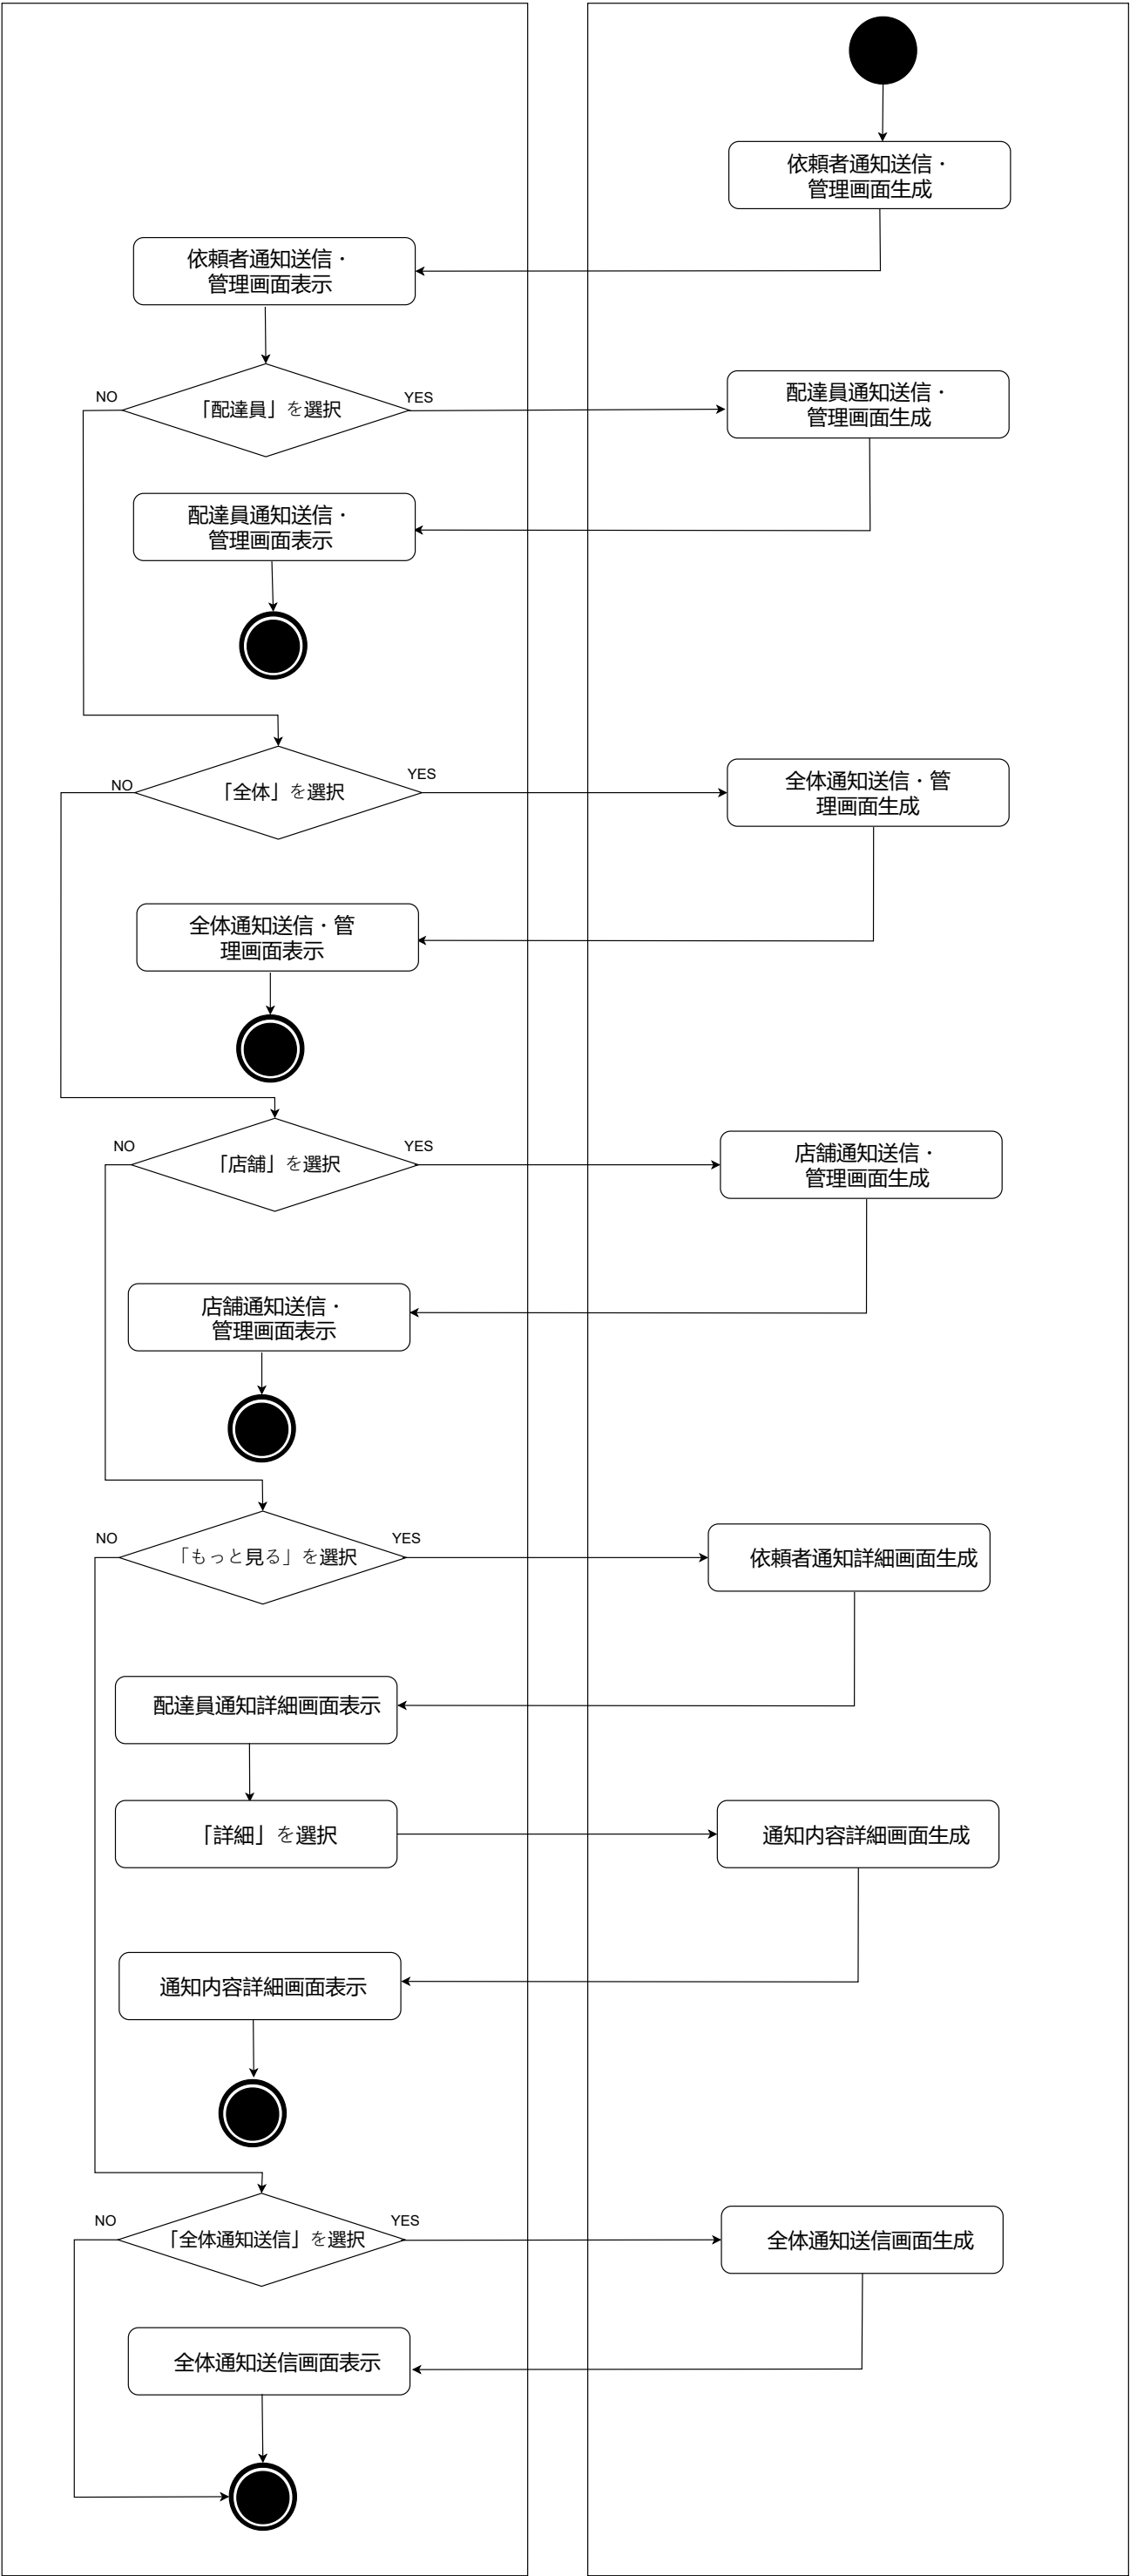 依頼者通知送信・
管理画面生成
依頼者通知送信・
管理画面表示
NO
「配達員」を選択
YES
配達員通知送信・
管理画面生成
配達員通知送信・
管理画面表示
NO
「全体」を選択
YES
全体通知送信・管
理画面生成
全体通知送信・管
理画面表示
NO
「店舗」を選択
YES
店舗通知送信・
管理画面生成
店舗通知送信・
管理画面表示
NO
「もっと見る」を選択
YES
依頼者通知詳細画面生成
配達員通知詳細画面表示
「詳細」を選択
通知内容詳細画面生成
通知内容詳細画面表示
NO
「全体通知送信」を選択
YES
全体通知送信画面生成
全体通知送信画面表示